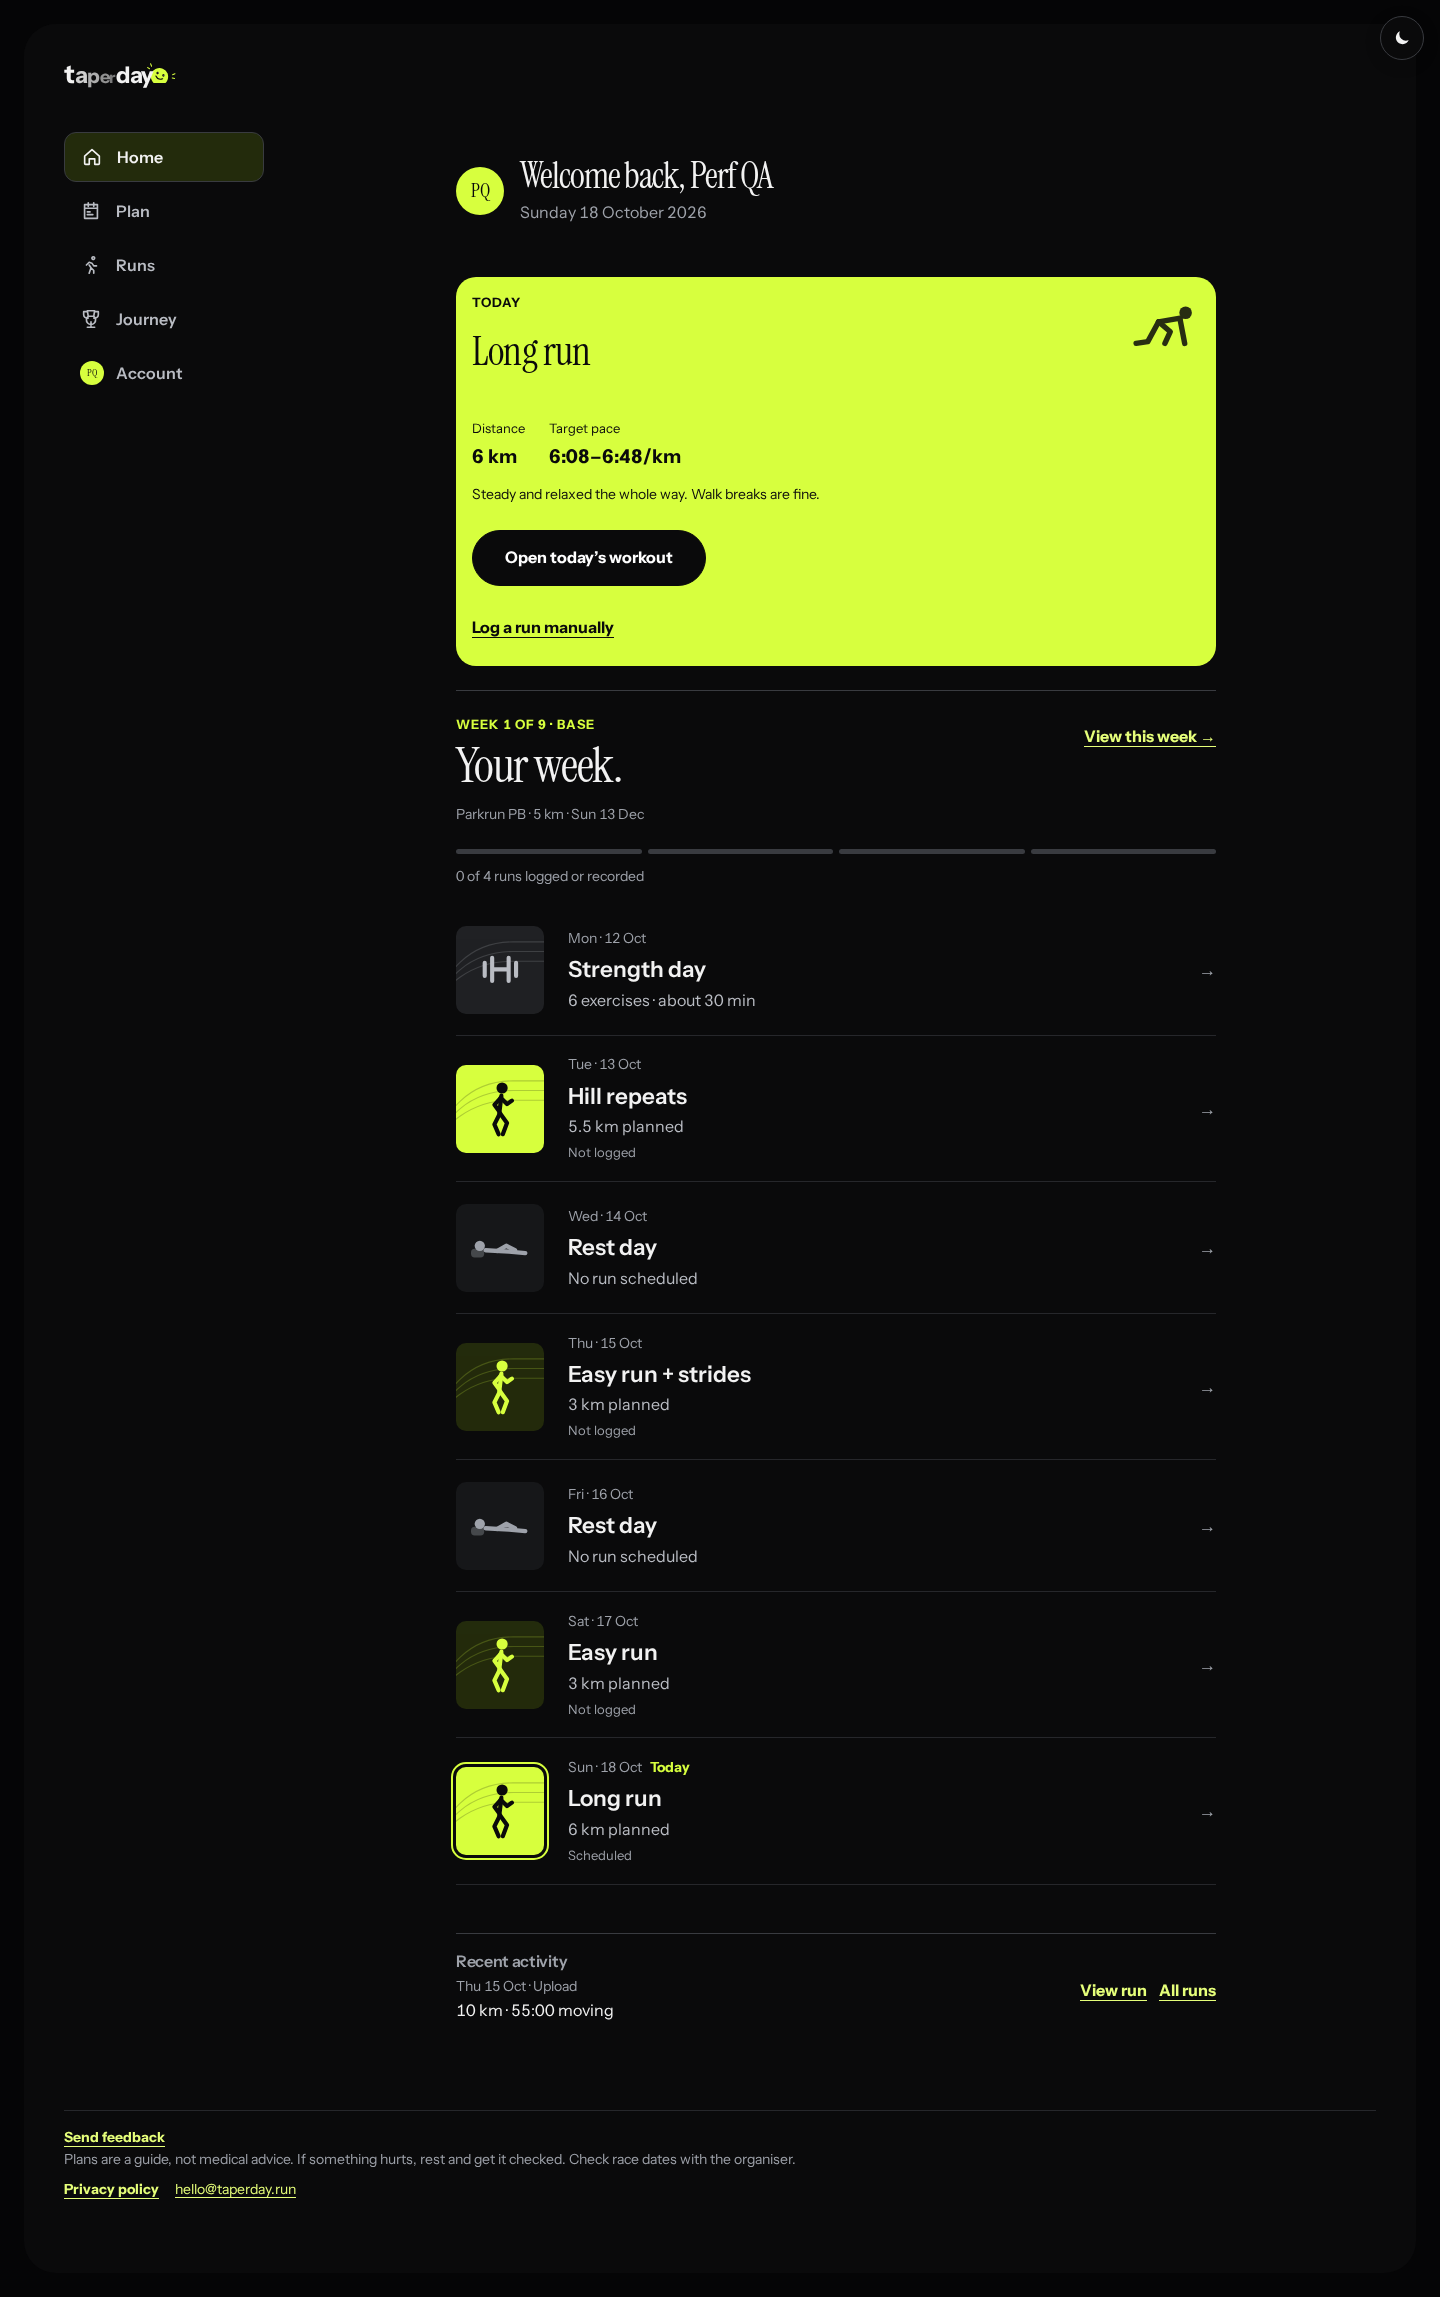 taperday
Home
Plan
Runs
Journey
PQ Account
PQ
Welcome back, Perf QA
Sunday 18 October 2026
TODAY
Long run
Distance Target pace
6 km 6:08–6:48/km
Steady and relaxed the whole way. Walk breaks are fine.
Open today’s workout
Log a run manually
WEEK 1 OF 9 · BASE
View this week →
Your week.
Parkrun PB · 5 km · Sun 13 Dec
0 of 4 runs logged or recorded
Mon · 12 Oct
Strength day
→
6 exercises · about 30 min
Tue · 13 Oct
Hill repeats
→
5.5 km planned
Not logged
Wed · 14 Oct
Rest day
→
No run scheduled
Thu · 15 Oct
Easy run + strides
→
3 km planned
Not logged
Fri · 16 Oct
Rest day
→
No run scheduled
Sat · 17 Oct
Easy run
→
3 km planned
Not logged
Sun · 18 Oct Today
Long run
→
6 km planned
Scheduled
Recent activity
Thu 15 Oct · Upload
View run All runs
10 km · 55:00 moving
Send feedback
Plans are a guide, not medical advice. If something hurts, rest and get it checked. Check race dates with the organiser.
Privacy policy hello@taperday.run